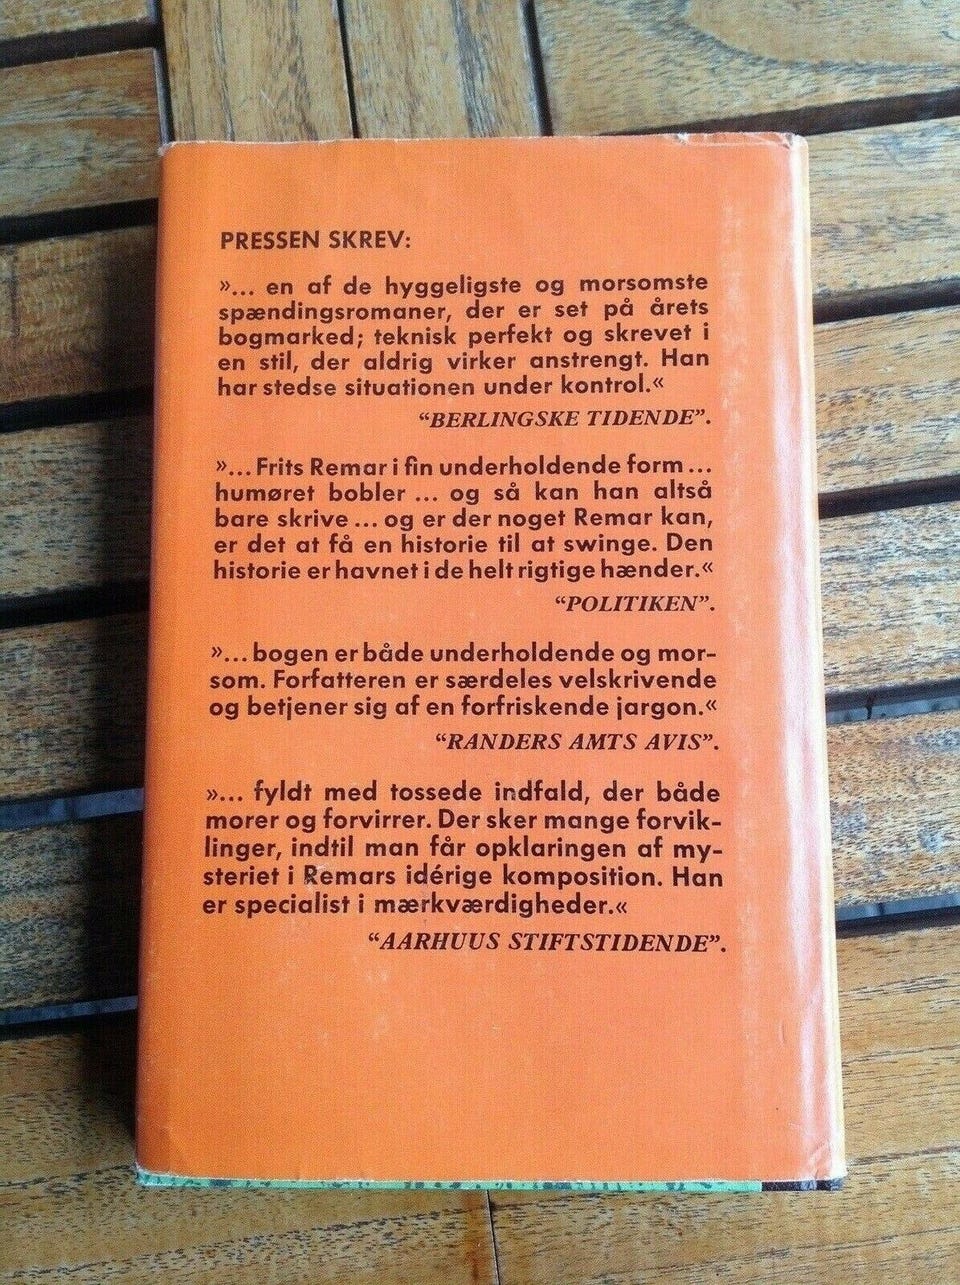 PRESSEN SKREV:
»... en af de hyggeligste og morsomste
spændingsromaner, der er set på årets
bogmarked; teknisk perfekt og skrevet i
en stil, der aldrig virker anstrengt. Han
har stedse situationen under kontrol.«
“BERLINGSKE TIDENDE”.
»... Frits Remar i fin underholdende form ...
humøret bobler ... og så kan han altså
bare skrive ... og er der noget Remar kan,
er det at få en historie til at swinge. Den
historie er havnet i de helt rigtige hænder.«
“POLITIKEN”.
»... bogen er både underholdende og mor-
som. Forfatteren er særdeles velskrivende
og betjener sig af en forfriskende jargon.«
“RANDERS AMTS AVIS”.
»... fyldt med tossede indfald, der både
morer og forvirrer. Der sker mange forvik-
linger, indtil man får opklaringen af my-
steriet i Remars idérige komposition. Han
er specialist i mærkværdigheder.«
“AARHUUS STIFTSTIDENDE”.